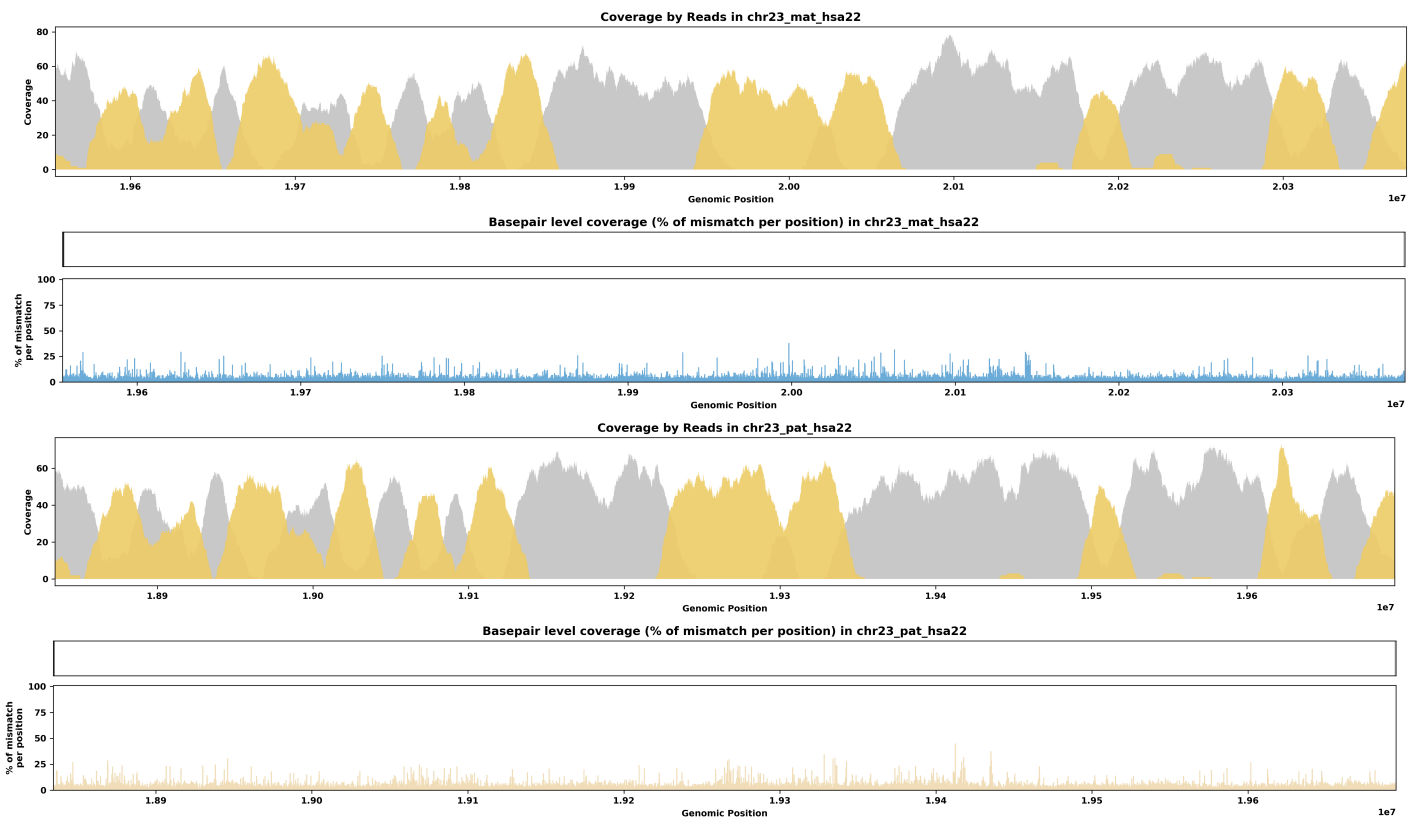 Coverage by Reads in chr23_mat_hsa22
80
60
40
20
0
Coverage
1.96 1.97 1.98 1.99 2.00 2.01 2.02 2.03
Genomic Position
1e7
Basepair level coverage (% of mismatch per position) in chr23_mat_hsa22
100
75
50
25
0
% of mismatch
per position
1.96 1.97 1.98 1.99 2.00 2.01 2.02 2.03
Genomic Position
1e7
Coverage by Reads in chr23_pat_hsa22
60
40
20
0
Coverage
1.89 1.90 1.91 1.92 1.93 1.94 1.95 1.96
Genomic Position
1e7
Basepair level coverage (% of mismatch per position) in chr23_pat_hsa22
100
75
50
25
0
% of mismatch
per position
1.89 1.90 1.91 1.92 1.93 1.94 1.95 1.96
Genomic Position
1e7